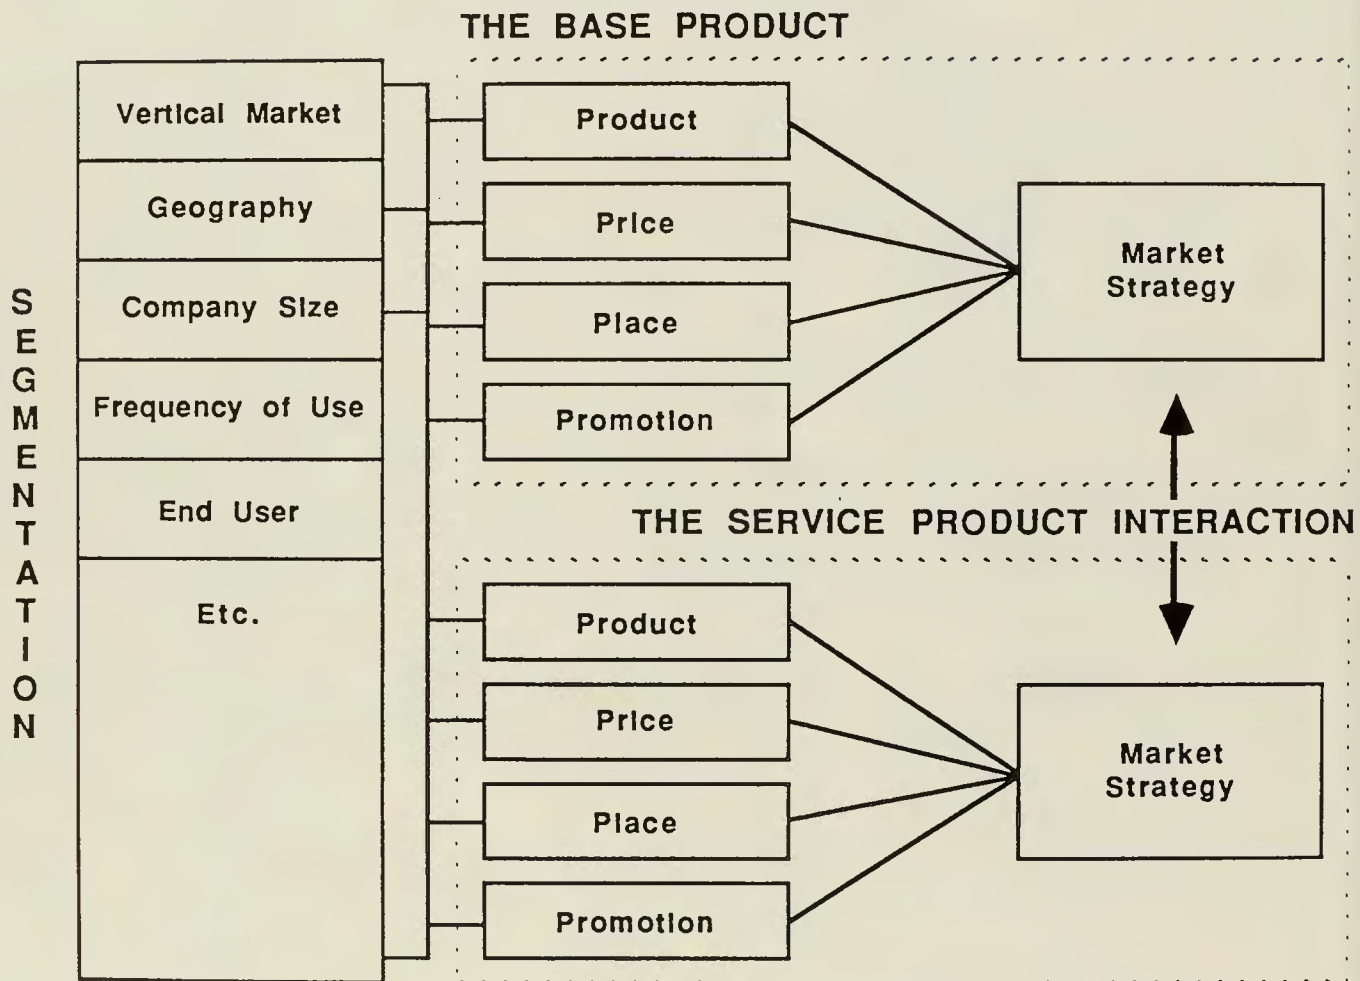 THE BASE PRODUCT
SEGMENTATION
Vertical Market
Geography
Company Size
Frequency of Use
End User
Etc.
Product
Price
Place
Promotion
Market
Strategy
THE SERVICE PRODUCT INTERACTION
Product
Price
Place
Promotion
Market
Strategy